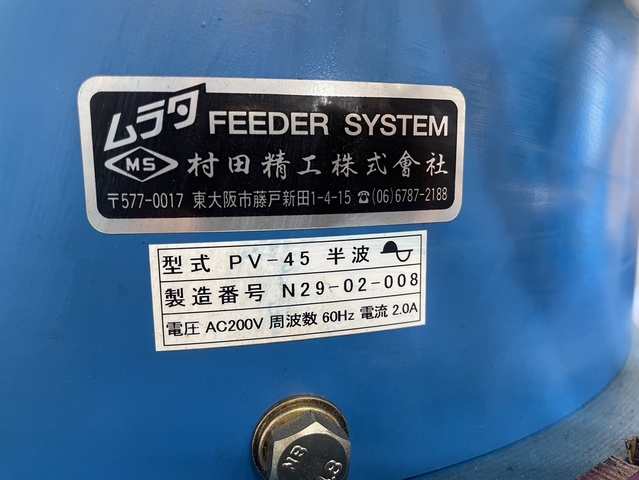 ムラタ FEEDER SYSTEM
MS 村田精工株式會社
〒577-0017 東大阪市藤戸新田1-4-15 ☎(06)6787-2188
型式 PV-45 半波
製造番号 N29-02-008
電圧 AC200V 周波数 60Hz 電流 2.0A